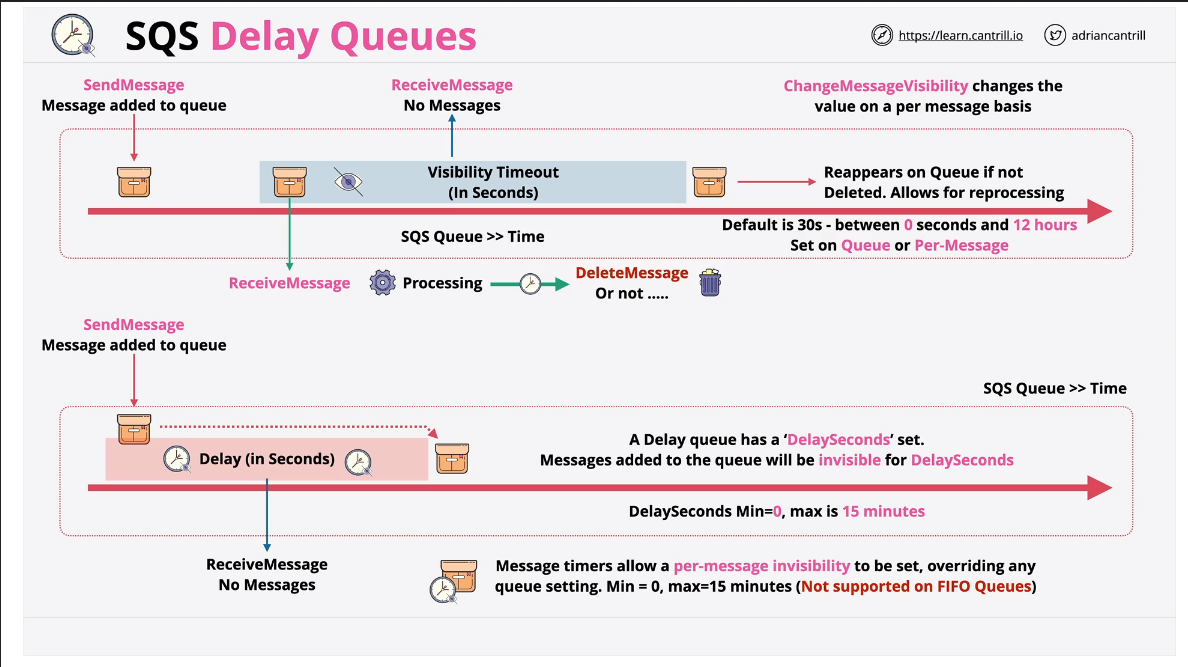 SQS Delay Queues
https://learn.cantrill.io
adriancantrill
SendMessage
Message added to queue
ReceiveMessage
No Messages
ChangeMessageVisibility changes the
value on a per message basis
Visibility Timeout
(In Seconds)
Reappears on Queue if not
Deleted. Allows for reprocessing
SQS Queue >> Time
Default is 30s - between 0 seconds and 12 hours
Set on Queue or Per-Message
ReceiveMessage
Processing
DeleteMessage
Or not .....
SendMessage
Message added to queue
SQS Queue >> Time
Delay (in Seconds)
A Delay queue has a ‘DelaySeconds’ set.
Messages added to the queue will be invisible for DelaySeconds
DelaySeconds Min=0, max is 15 minutes
ReceiveMessage
No Messages
Message timers allow a per-message invisibility to be set, overriding any
queue setting. Min = 0, max=15 minutes (Not supported on FIFO Queues)